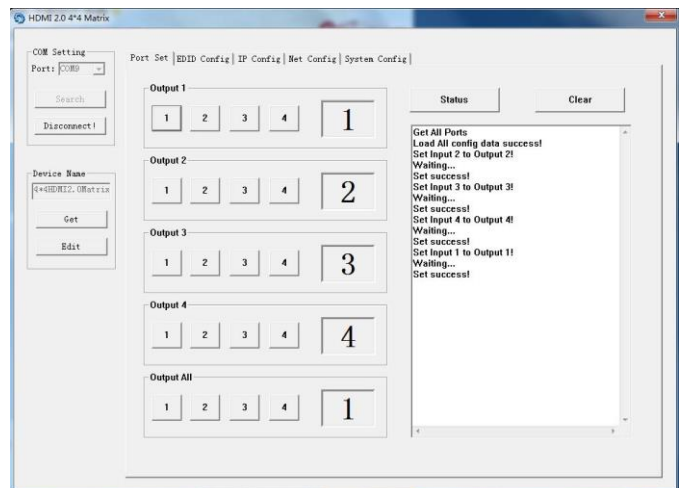 HDMI 2.0 4*4 Matrix
COM Setting
Port: COM9
Search
Disconnect!
Device Name
4*4HDMI2.0Matrix
Get
Edit
Port Set EDID Config IP Config Net Config System Config
Output 1
1 2 3 4 1
Output 2
1 2 3 4 2
Output 3
1 2 3 4 3
Output 4
1 2 3 4 4
Output All
1 2 3 4 1
Status Clear
Get All Ports
Load All config data success!
Set Input 2 to Output 2!
Waiting...
Set success!
Set Input 3 to Output 3!
Waiting...
Set success!
Set Input 4 to Output 4!
Waiting...
Set success!
Set Input 1 to Output 1!
Waiting...
Set success!